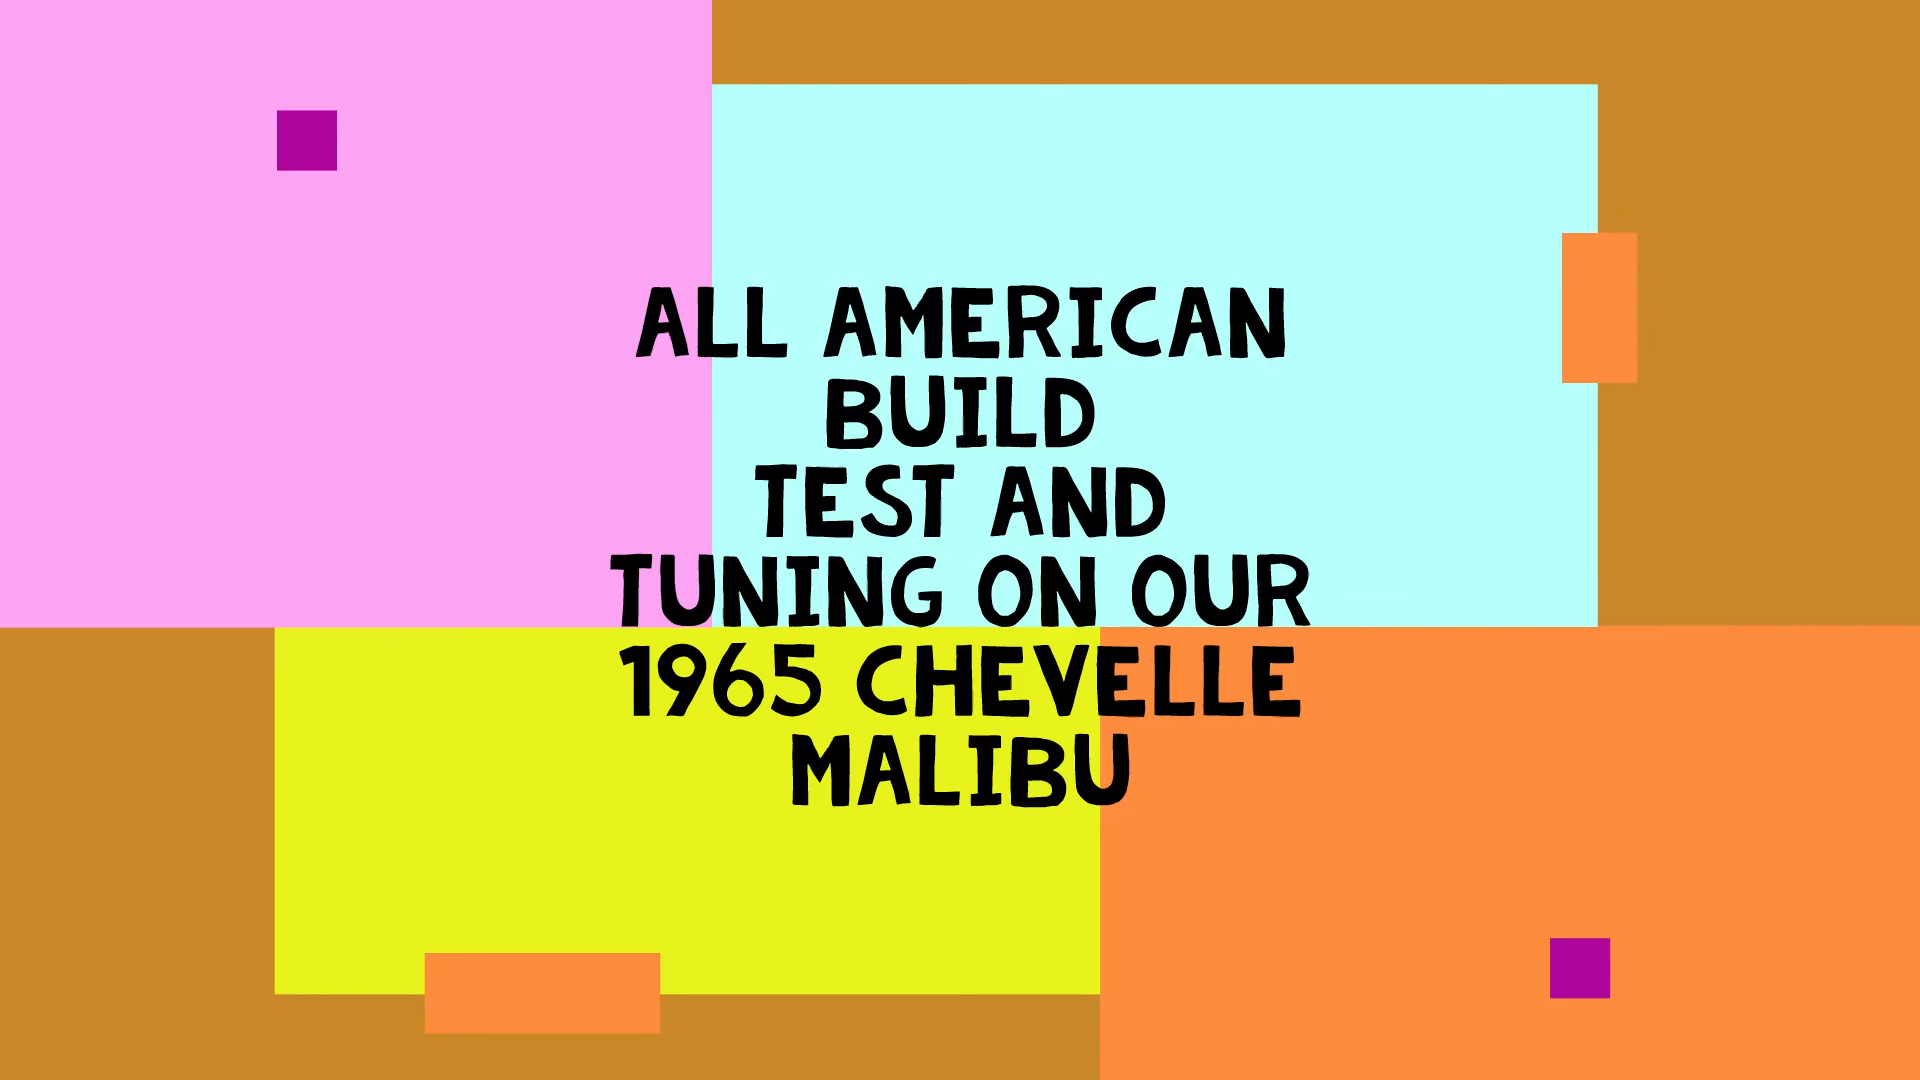 ALL AMERICAN
BUILD
TEST AND
TUNING ON OUR
1965 CHEVELLE
MALIBU